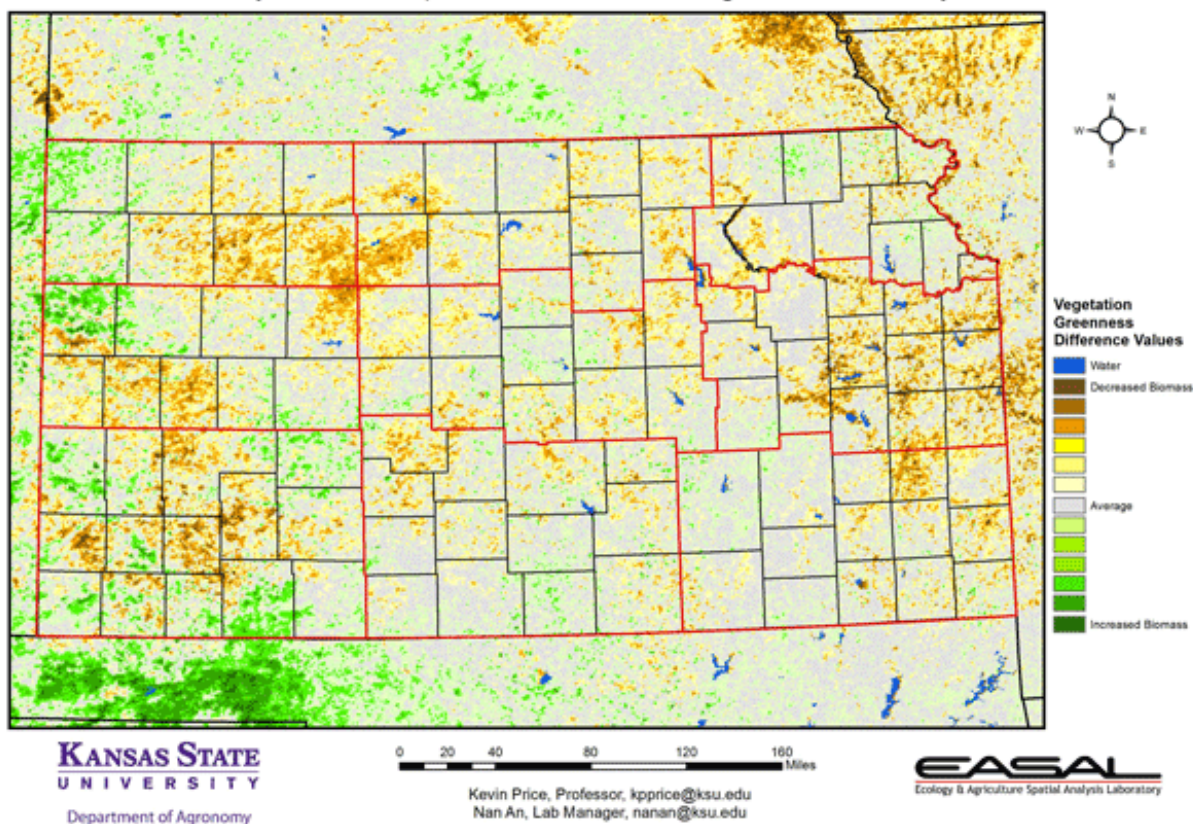 N
W
E
S
Vegetation
Greenness
Difference Values
Water
Decreased Biomass
Average
Increased Biomass
KANSAS STATE
UNIVERSITY
Department of Agronomy
0 20 40 80 120 160
Miles
Kevin Price, Professor, kpprice@ksu.edu
Nan An, Lab Manager, nanan@ksu.edu
EASAL
Ecology & Agriculture Spatial Analysis Laboratory